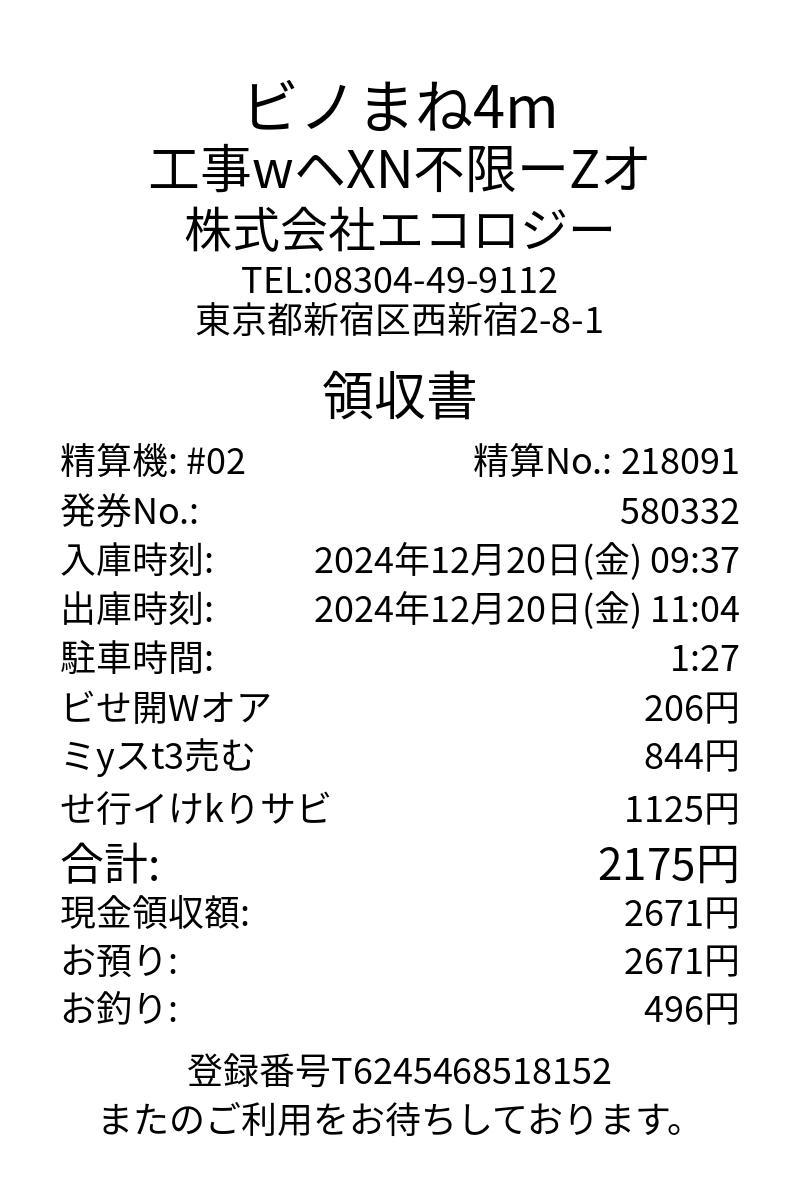 ビノまね4m
工事wへXN不限ーZオ
株式会社エコロジー
TEL:08304-49-9112
東京都新宿区西新宿2-8-1
領収書
精算機: #02 精算No.: 218091
発券No.: 580332
入庫時刻: 2024年12月20日(金) 09:37
出庫時刻: 2024年12月20日(金) 11:04
駐車時間: 1:27
ビせ開Wオア 206円
ミyスt3売む 844円
せ行イけkりサビ 1125円
合計: 2175円
現金領収額: 2671円
お預り: 2671円
お釣り: 496円
登録番号T6245468518152
またのご利用をお待ちしております。